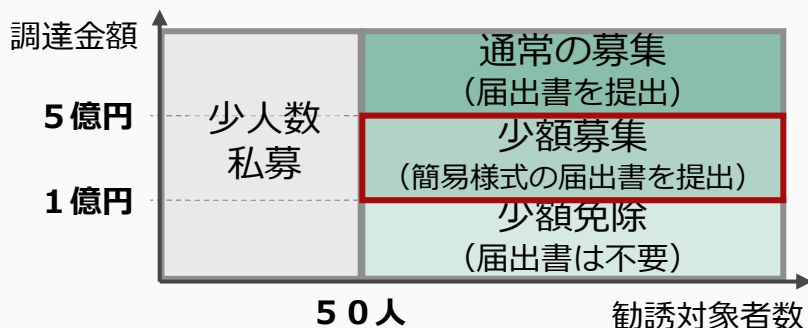 調達金額
５億円
１億円
少人数
私募
通常の募集
（届出書を提出）
少額募集
（簡易様式の届出書を提出）
少額免除
（届出書は不要）
５０人
勧誘対象者数